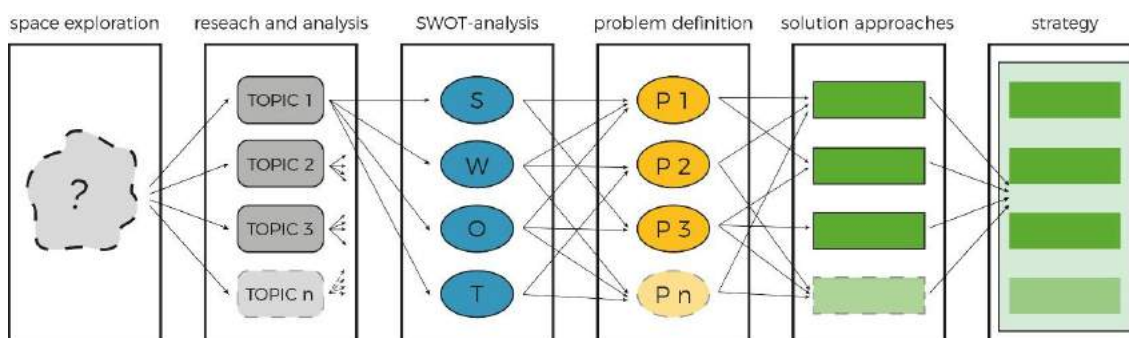 space exploration
reseach and analysis
SWOT-analysis
problem definition
solution approaches
strategy
?
TOPIC 1
TOPIC 2
TOPIC 3
TOPIC n
S
W
O
T
P 1
P 2
P 3
P n